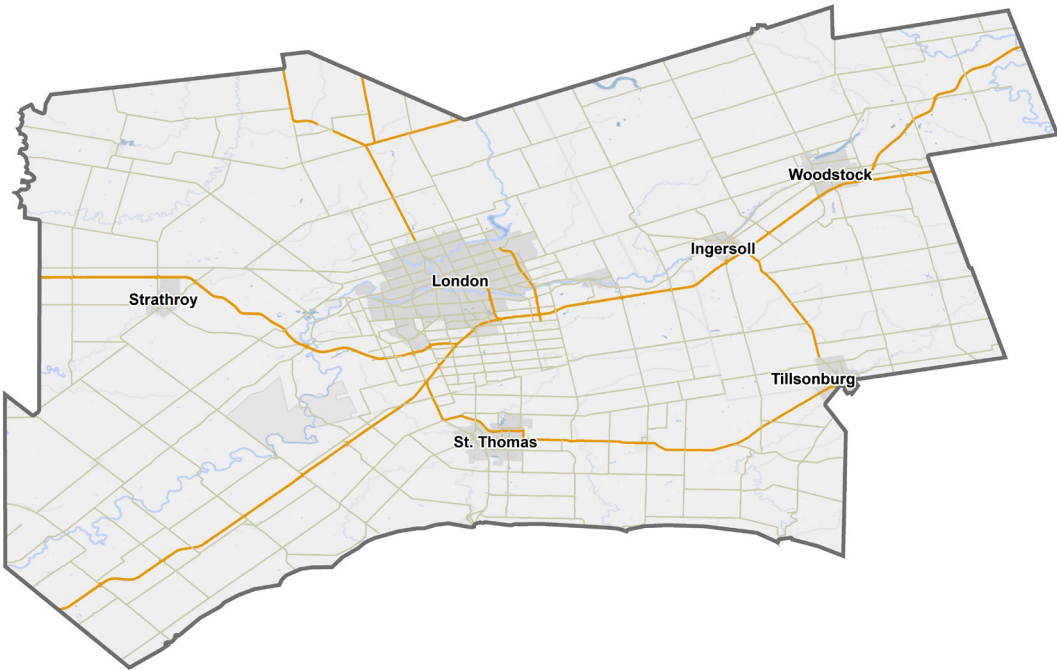 Woodstock
Ingersoll
London
Strathroy
Tillsonburg
St. Thomas